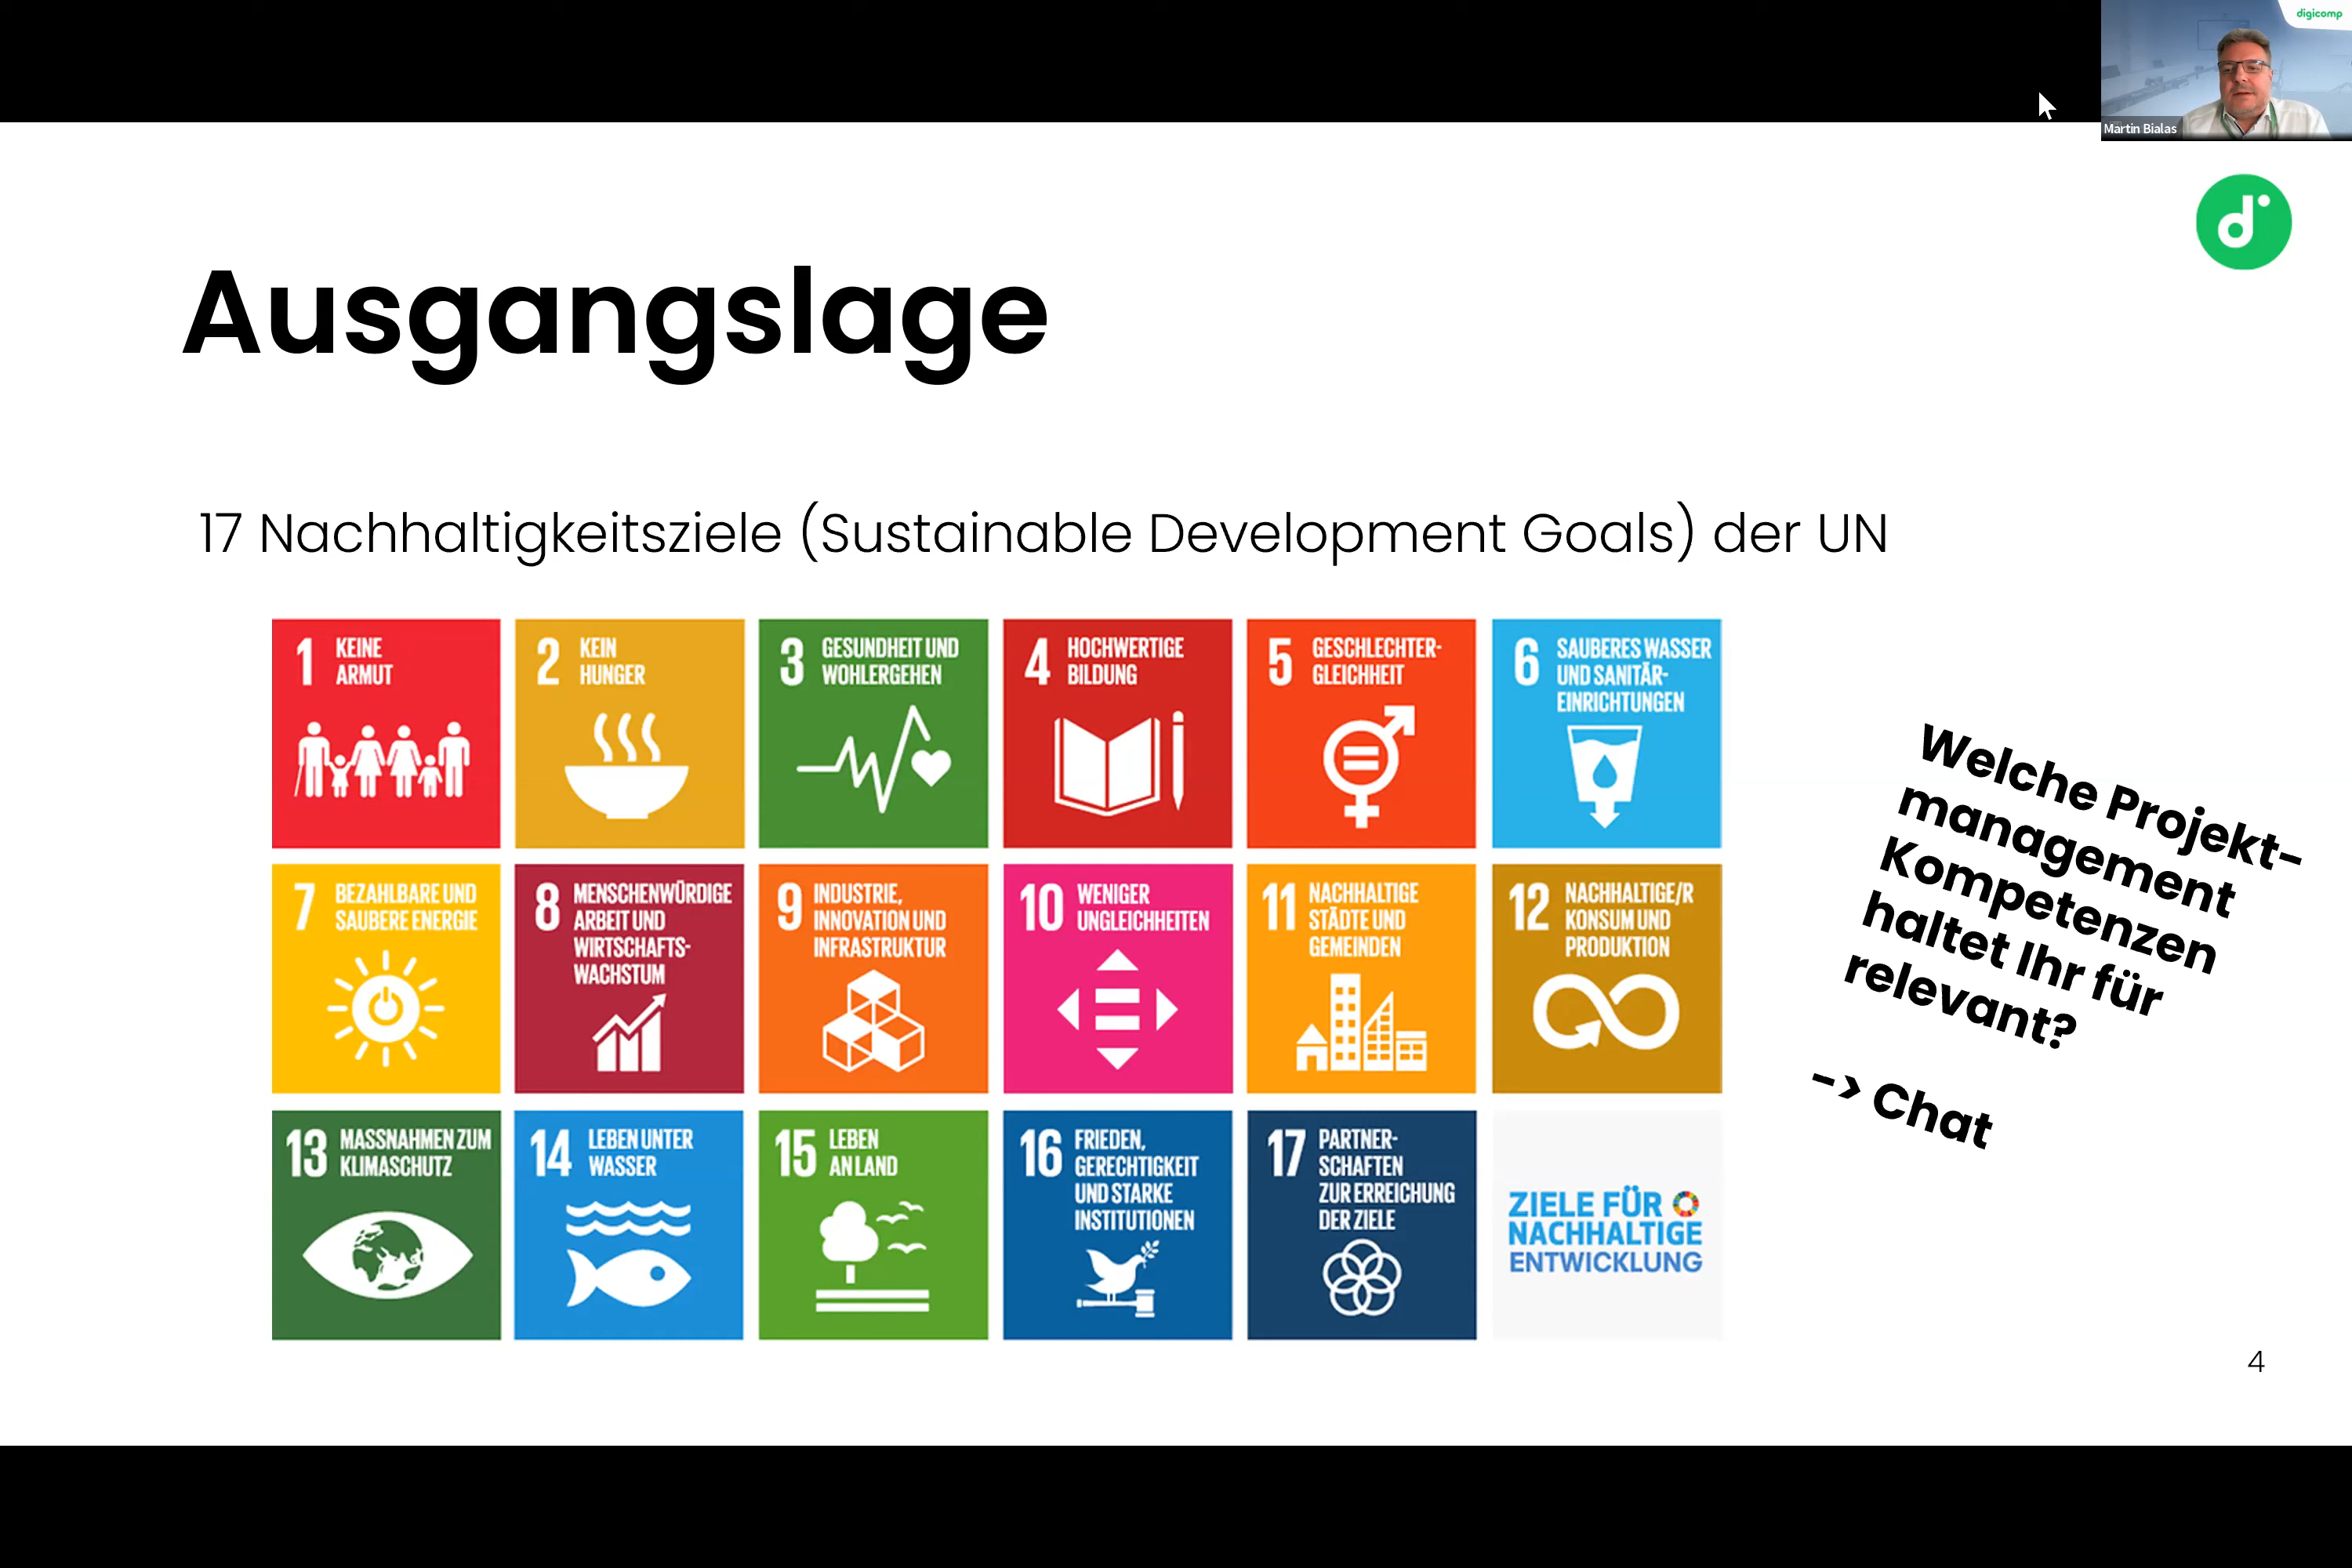 digicomp
Martin Bialas
d
Ausgangslage
17 Nachhaltigkeitsziele (Sustainable Development Goals) der UN
1 KEINE
ARMUT
2 KEIN
HUNGER
3 GESUNDHEIT UND
WOHLERGEHEN
4 HOCHWERTIGE
BILDUNG
5 GESCHLECHTER-
GLEICHHEIT
6 SAUBERES WASSER
UND SANITÄR-
EINRICHTUNGEN
7 BEZAHLBARE UND
SAUBERE ENERGIE
8 MENSCHENWÜRDIGE
ARBEIT UND
WIRTSCHAFTS-
WACHSTUM
9 INDUSTRIE,
INNOVATION UND
INFRASTRUKTUR
10 WENIGER
UNGLEICHHEITEN
11 NACHHALTIGE
STÄDTE UND
GEMEINDEN
12 NACHHALTIGE/R
KONSUM UND
PRODUKTION
13 MASSNAHMEN ZUM
KLIMASCHUTZ
14 LEBEN UNTER
WASSER
15 LEBEN
AN LAND
16 FRIEDEN,
GERECHTIGKEIT
UND STARKE
INSTITUTIONEN
17 PARTNER-
SCHAFTEN
ZUR ERREICHUNG
DER ZIELE
ZIELE FÜR
NACHHALTIGE
ENTWICKLUNG
Welche Projekt-
management
Kompetenzen
haltet Ihr für
relevant?
-> Chat
4